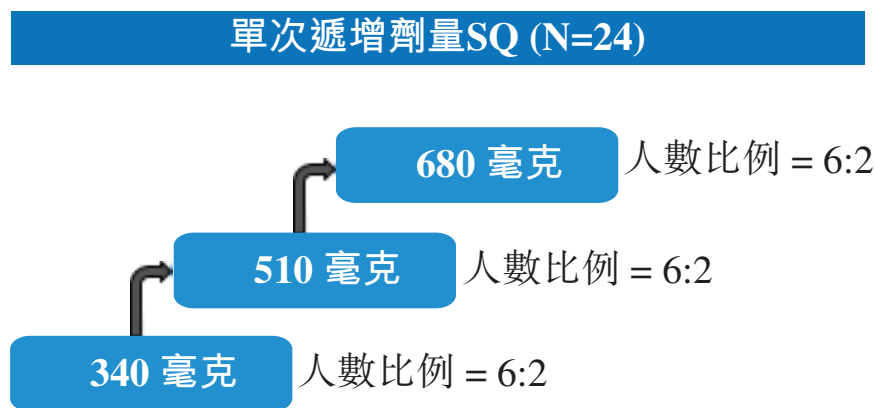 單次遞增劑量SQ (N=24)
680 毫克 人數比例 = 6:2
510 毫克 人數比例 = 6:2
340 毫克 人數比例 = 6:2